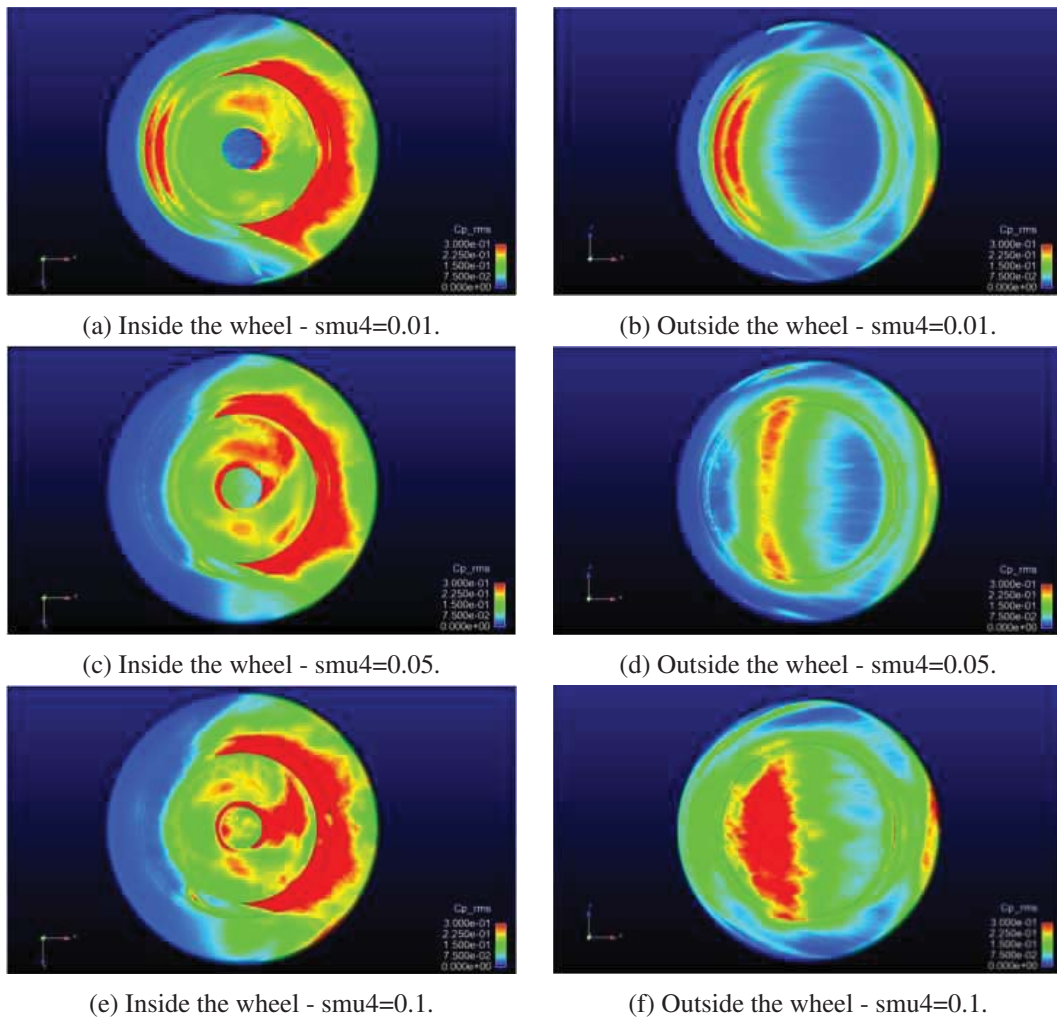 Cp_rms
3.000e-01
2.250e-01
1.500e-01
7.500e-02
0.000e+00
Cp_rms
3.000e-01
2.250e-01
1.500e-01
7.500e-02
0.000e+00
(a) Inside the wheel - smu4=0.01.
(b) Outside the wheel - smu4=0.01.
Cp_rms
3.000e-01
2.250e-01
1.500e-01
7.500e-02
0.000e+00
Cp_rms
3.000e-01
2.250e-01
1.500e-01
7.500e-02
0.000e+00
(c) Inside the wheel - smu4=0.05.
(d) Outside the wheel - smu4=0.05.
Cp_rms
3.000e-01
2.250e-01
1.500e-01
7.500e-02
0.000e+00
Cp_rms
3.000e-01
2.250e-01
1.500e-01
7.500e-02
0.000e+00
(e) Inside the wheel - smu4=0.1.
(f) Outside the wheel - smu4=0.1.